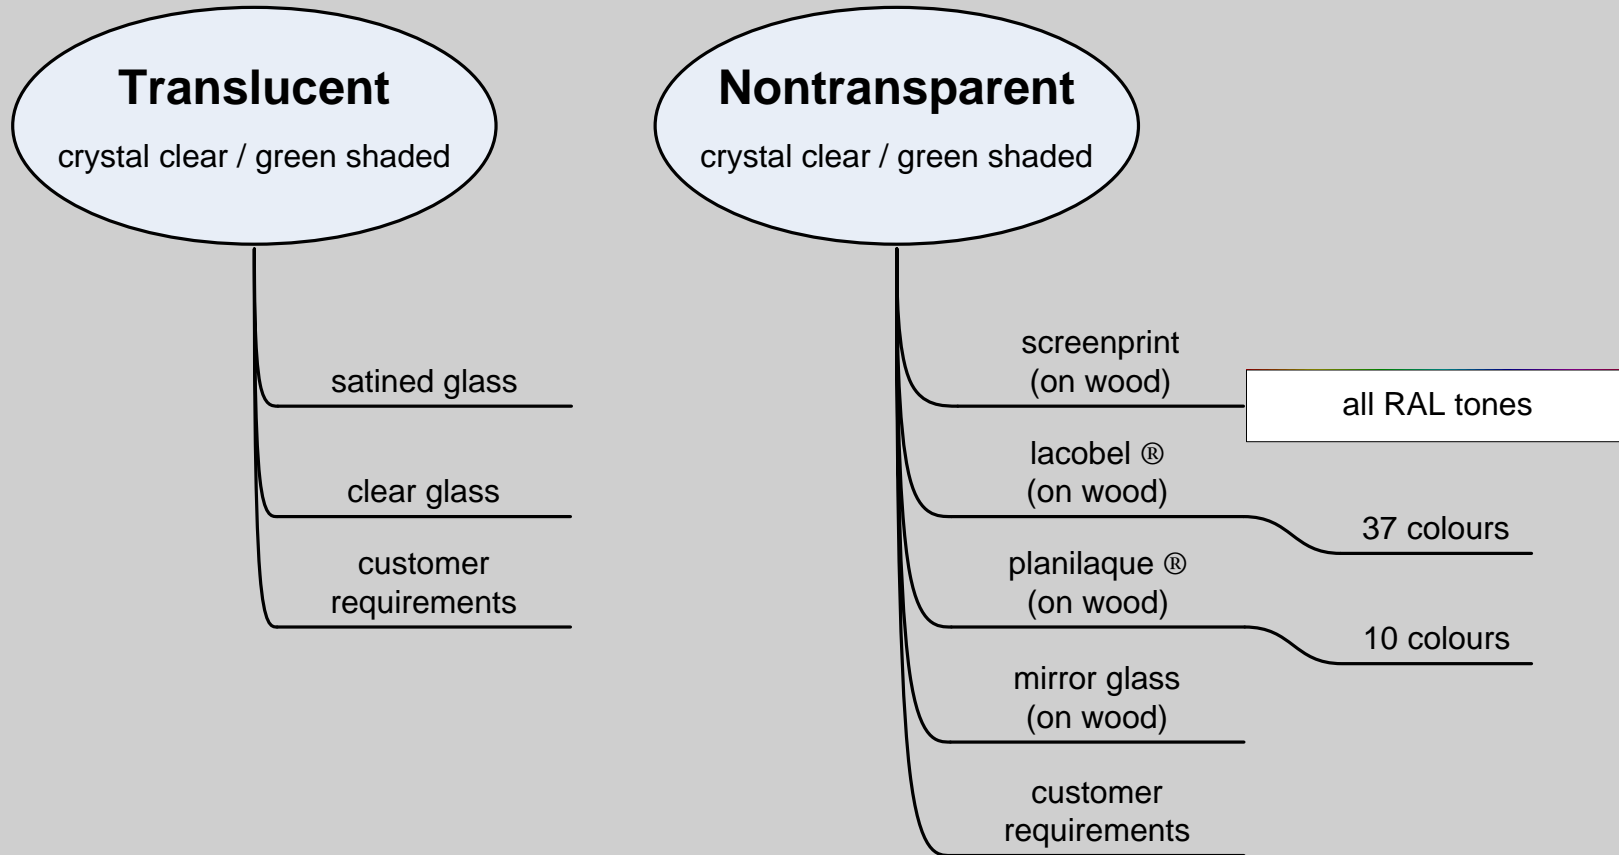 Translucent
crystal clear / green shaded
satined glass
clear glass
customer
requirements
Nontransparent
crystal clear / green shaded
screenprint
(on wood)
all RAL tones
lacobel ®
(on wood)
37 colours
planilaque ®
(on wood)
10 colours
mirror glass
(on wood)
customer
requirements